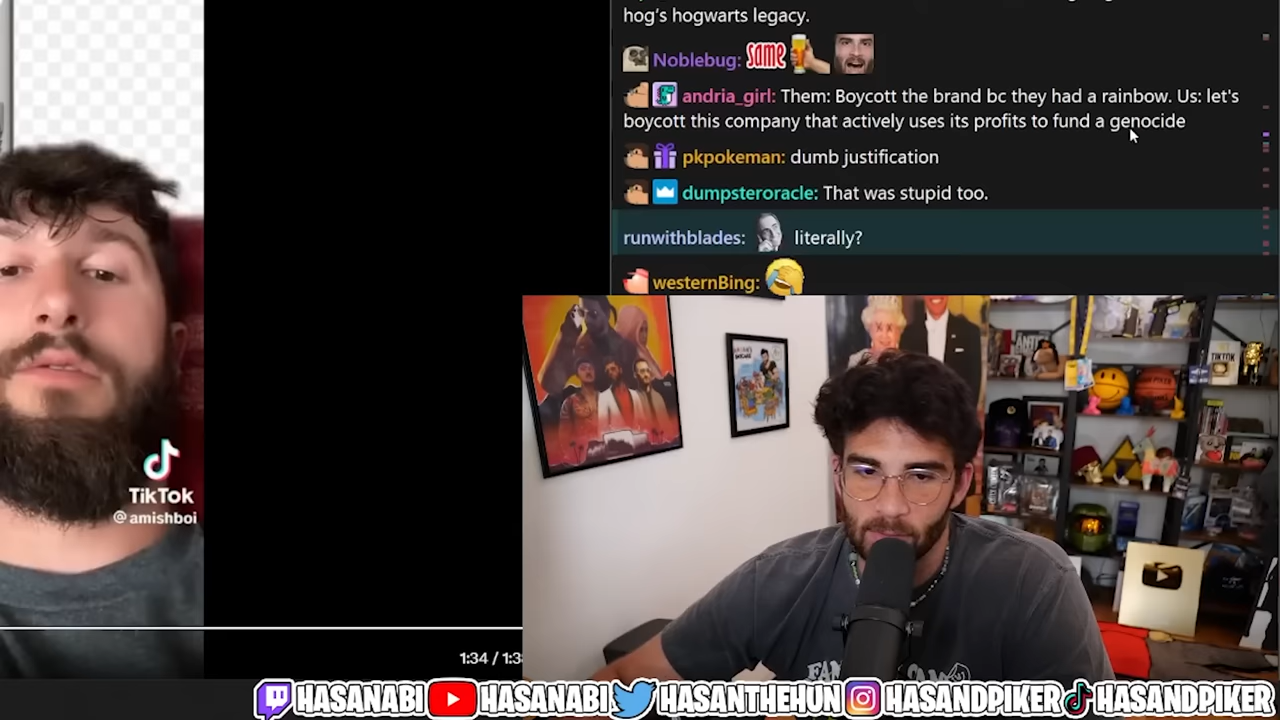 hog's hogwarts legacy.
Noblebug: SAME
andria_girl: Them: Boycott the brand bc they had a rainbow. Us: let's
boycott this company that actively uses its profits to fund a genocide
pkpokeman: dumb justification
dumpsteroracle: That was stupid too.
runwithblades: literally?
westernBing:
TikTok
@amishboi
1:34 / 1:3
TIKTOK
HASANABI HASANABI HASANTHEHUN HASANDPIKER HASANDPIKER